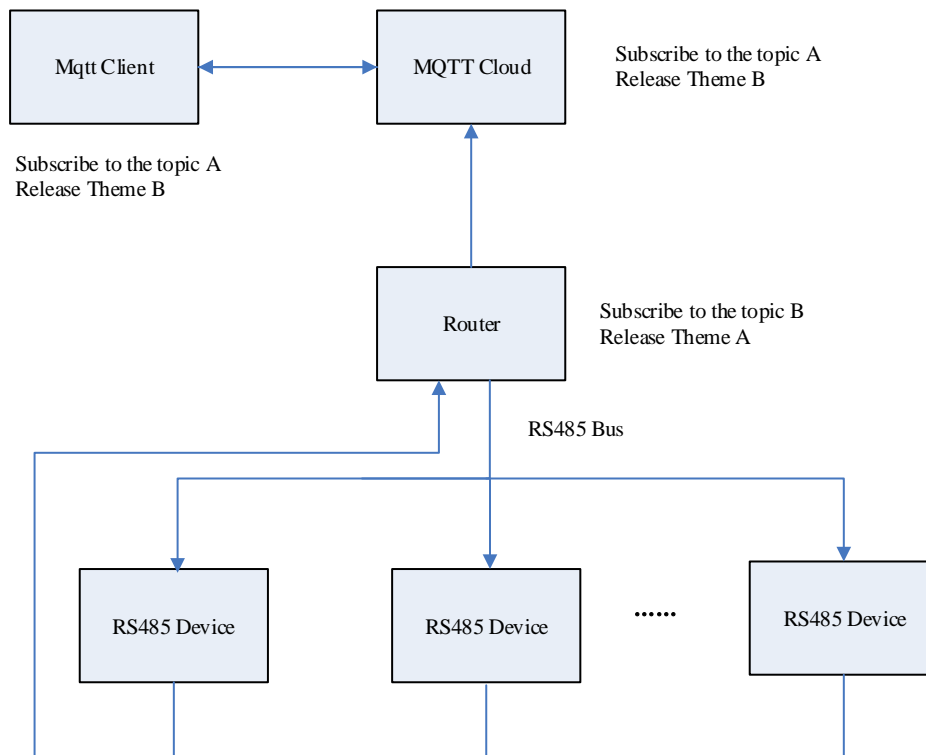 Mqtt Client
MQTT Cloud
Subscribe to the topic A
Release Theme B
Subscribe to the topic A
Release Theme B
Router
Subscribe to the topic B
Release Theme A
RS485 Bus
RS485 Device
RS485 Device
......
RS485 Device